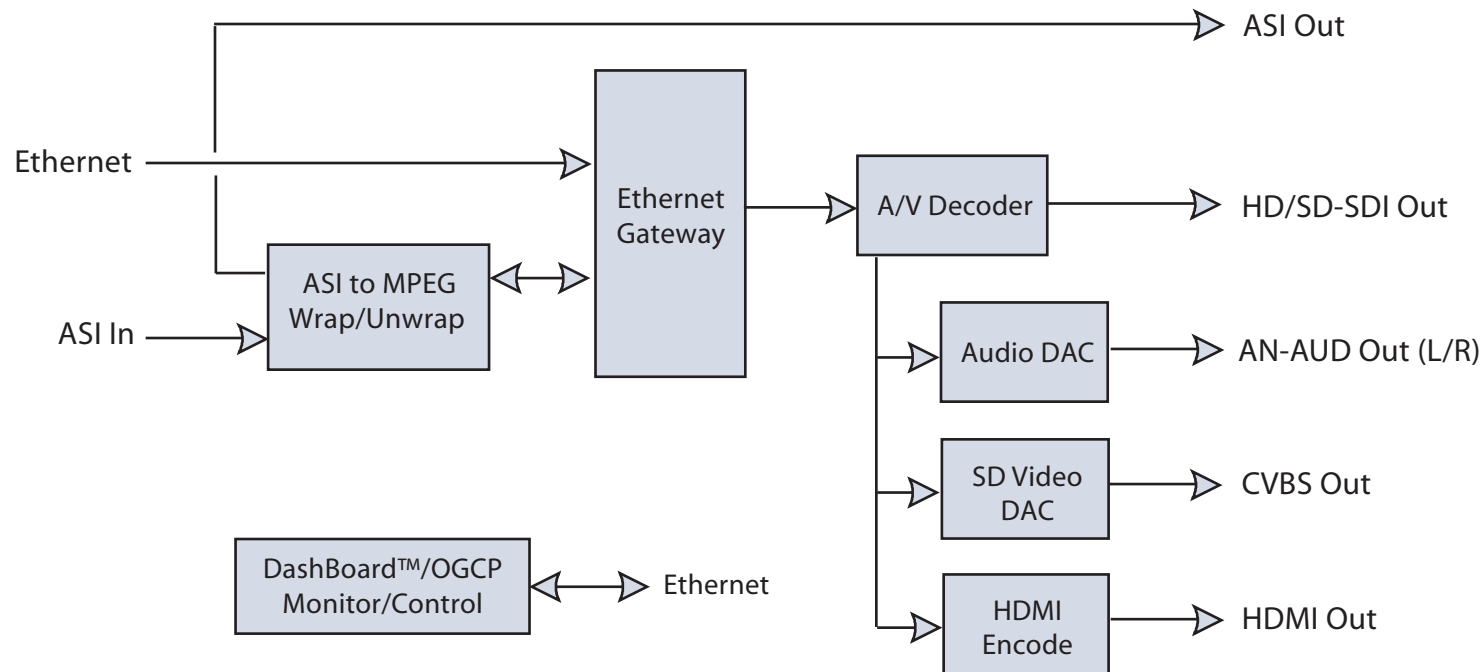 ASI Out
Ethernet
Ethernet
Gateway
A/V Decoder
HD/SD-SDI Out
ASI to MPEG
Wrap/Unwrap
ASI In
Audio DAC
AN-AUD Out (L/R)
SD Video
DAC
CVBS Out
DashBoard™/OGCP
Monitor/Control
Ethernet
HDMI
Encode
HDMI Out